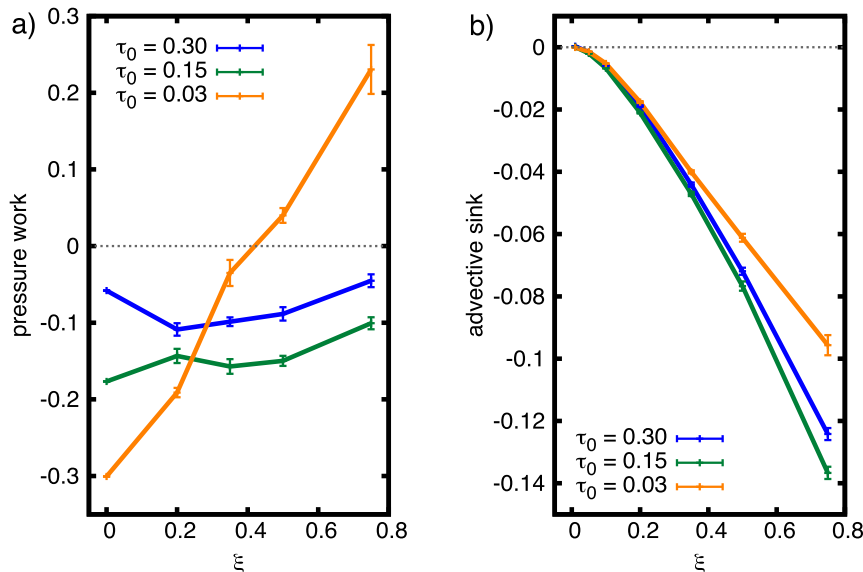 a)
0.3
0.2
0.1
0
-0.1
-0.2
-0.3
pressure work
τ₀ = 0.30
τ₀ = 0.15
τ₀ = 0.03
0 0.2 0.4 0.6 0.8
ξ
b)
0
-0.02
-0.04
-0.06
-0.08
-0.1
-0.12
-0.14
advective sink
τ₀ = 0.30
τ₀ = 0.15
τ₀ = 0.03
0 0.2 0.4 0.6 0.8
ξ